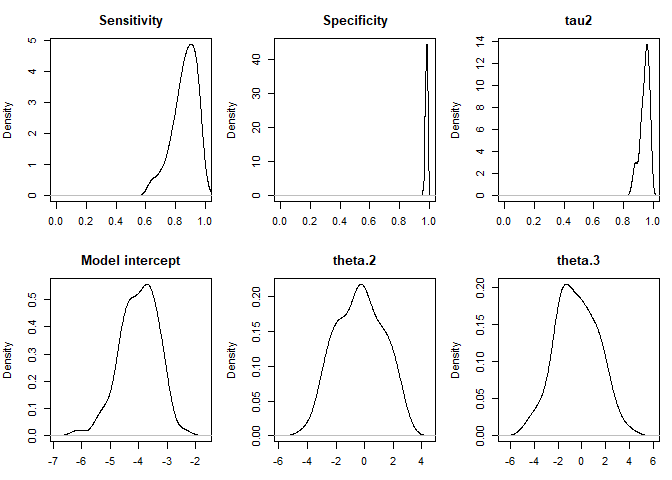 Sensitivity
Density
0 1 2 3 4 5
0.0 0.2 0.4 0.6 0.8 1.0
Specificity
Density
0 10 20 30 40
0.0 0.2 0.4 0.6 0.8 1.0
tau2
Density
0 2 4 6 8 10 12 14
0.0 0.2 0.4 0.6 0.8 1.0
Model intercept
Density
0.0 0.1 0.2 0.3 0.4 0.5
-7 -6 -5 -4 -3 -2
theta.2
Density
0.00 0.05 0.10 0.15 0.20
-6 -4 -2 0 2 4
theta.3
Density
0.00 0.05 0.10 0.15 0.20
-6 -4 -2 0 2 4 6